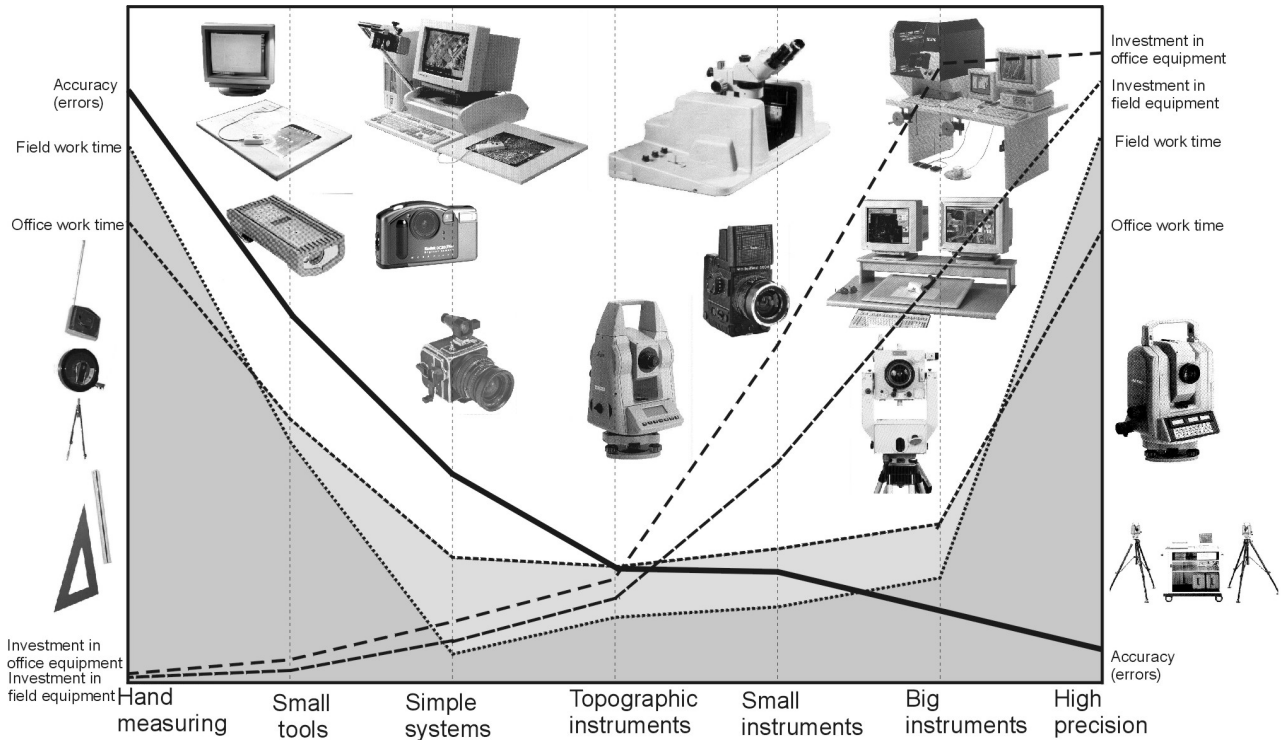 Accuracy
(errors)
Field work time
Office work time
Investment in
office equipment
Investment in
field equipment
Hand
measuring
Small
tools
Simple
systems
Topographic
instruments
Small
instruments
Big
instruments
High
precision
Investment in
office equipment
Investment in
field equipment
Field work time
Office work time
Accuracy
(errors)